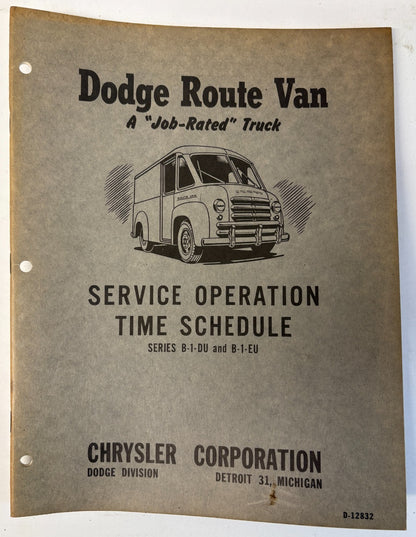 Dodge Route Van
A "Job-Rated" Truck
SERVICE OPERATION
TIME SCHEDULE
SERIES B-1-DU and B-1-EU
CHRYSLER CORPORATION
DODGE DIVISION DETROIT 31, MICHIGAN
D-12832